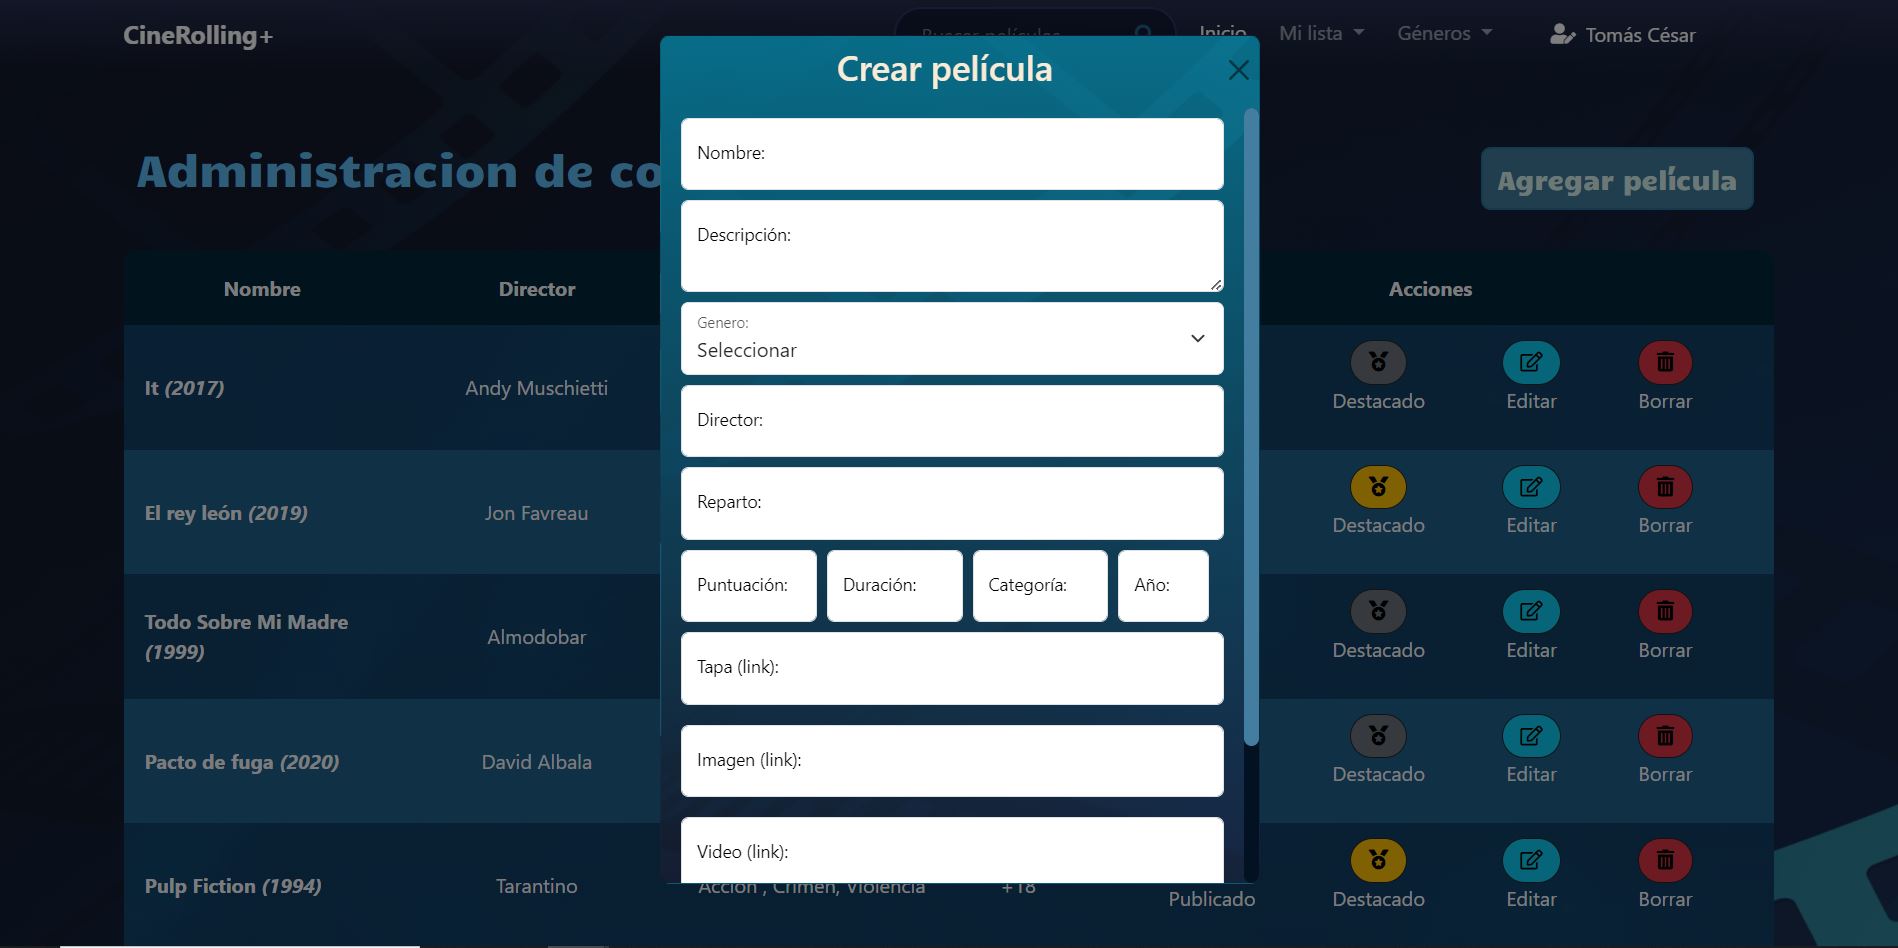 CineRolling+
Buscar películas
Inicio
Mi lista
Géneros
Tomás César
Crear película
Administracion de co
Agregar película
Nombre:
Descripción:
Genero:
Seleccionar
Director:
Reparto:
Puntuación:
Duración:
Categoría:
Año:
Tapa (link):
Imagen (link):
Video (link):
Nombre
Director
Acciones
It (2017)
Andy Muschietti
Destacado
Editar
Borrar
El rey león (2019)
Jon Favreau
Destacado
Editar
Borrar
Todo Sobre Mi Madre
(1999)
Almodobar
Destacado
Editar
Borrar
Pacto de fuga (2020)
David Albala
Destacado
Editar
Borrar
Pulp Fiction (1994)
Tarantino
Acción , Crimen, Violencia
+18
Publicado
Destacado
Editar
Borrar